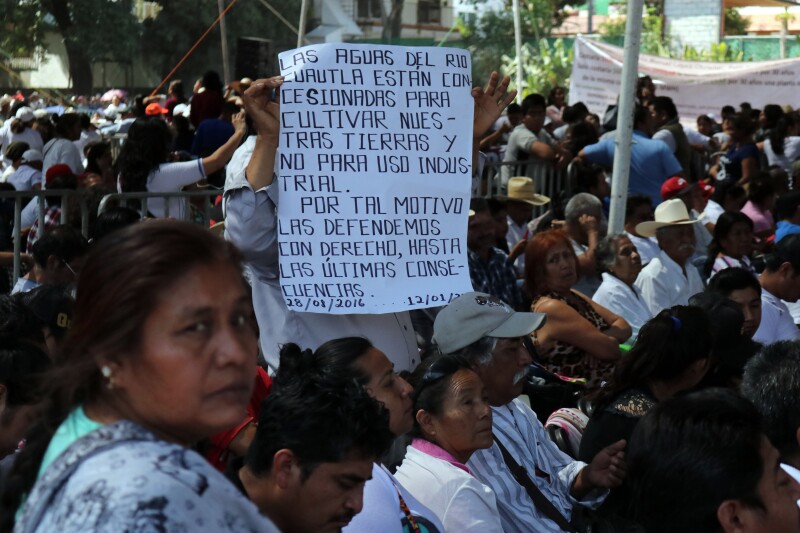 LAS AGUAS DEL RIO
CUAUTLA ESTÁN CON-
CESIONADAS PARA
CULTIVAR NUES-
TRAS TIERRAS Y
NO PARA USO INDUS-
TRIAL.
POR TAL MOTIVO
LAS DEFENDEMOS
CON DERECHO, HASTA
LAS ÚLTIMAS CONSE-
CUENCIAS.
28/01/2016 .... 12/01/